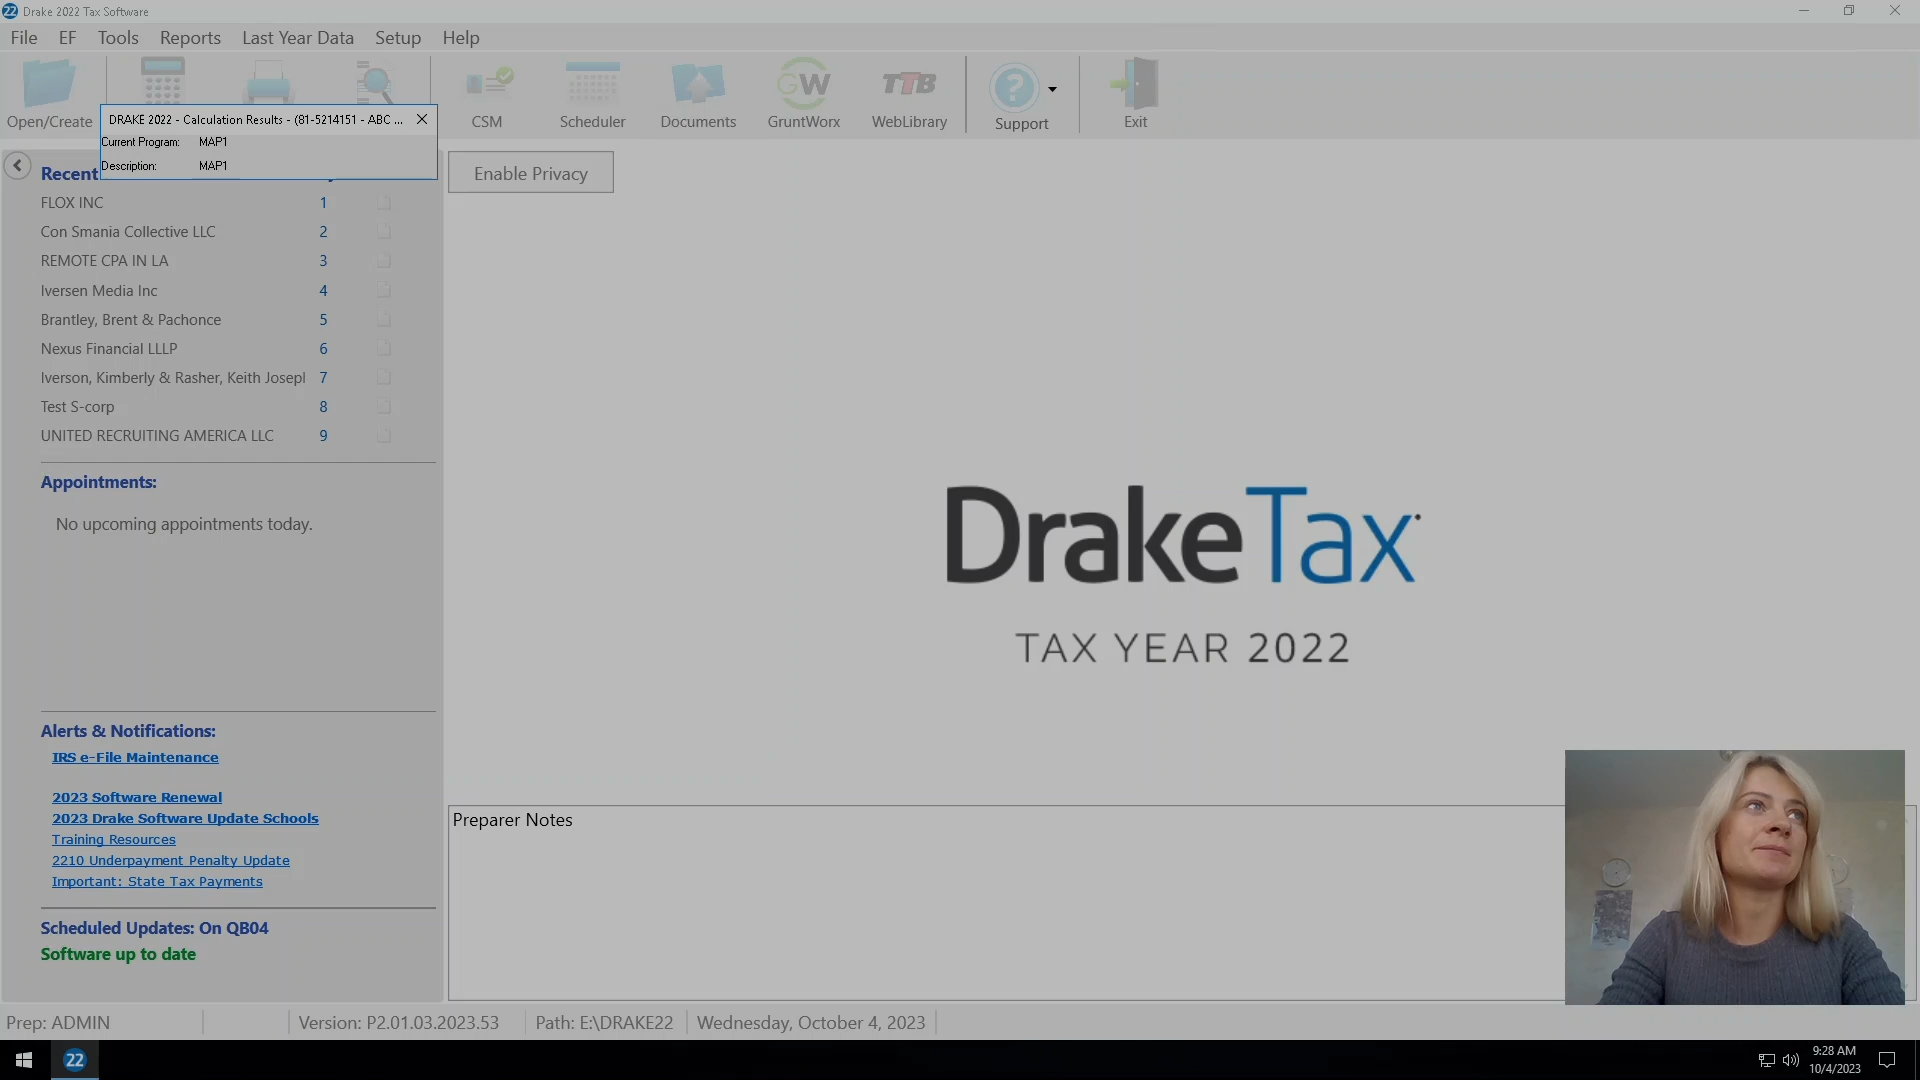 22 Drake 2022 Tax Software
File EF Tools Reports Last Year Data Setup Help
Open/Create
CSM
Scheduler
Documents
GW
GruntWorx
TTB
WebLibrary
?
Support
Exit
DRAKE 2022 - Calculation Results - (81-5214151 - ABC ...
Current Program: MAP1
Description: MAP1
Recent
FLOX INC 1
Con Smania Collective LLC 2
REMOTE CPA IN LA 3
Iversen Media Inc 4
Brantley, Brent & Pachonce 5
Nexus Financial LLLP 6
Iverson, Kimberly & Rasher, Keith Josepl 7
Test S-corp 8
UNITED RECRUITING AMERICA LLC 9
Appointments:
No upcoming appointments today.
Alerts & Notifications:
IRS e-File Maintenance
2023 Software Renewal
2023 Drake Software Update Schools
Training Resources
2210 Underpayment Penalty Update
Important: State Tax Payments
Scheduled Updates: On QB04
Software up to date
Enable Privacy
DrakeTax
TAX YEAR 2022
Preparer Notes
Prep: ADMIN
Version: P2.01.03.2023.53
Path: E:\DRAKE22
Wednesday, October 4, 2023
22
9:28 AM
10/4/2023